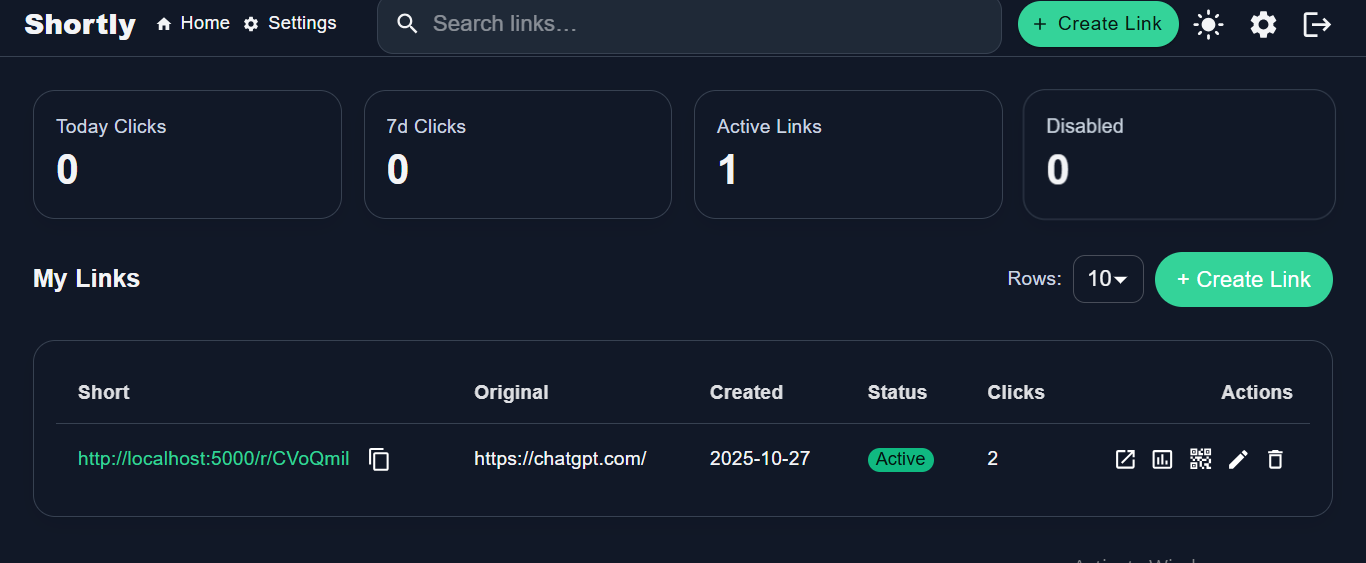 Shortly Home Settings Search links... + Create Link
Today Clicks 7d Clicks Active Links Disabled
0 0 1 0
My Links Rows: 10 + Create Link
Short Original Created Status Clicks Actions
http://localhost:5000/r/CVoQmil https://chatgpt.com/ 2025-10-27 Active 2